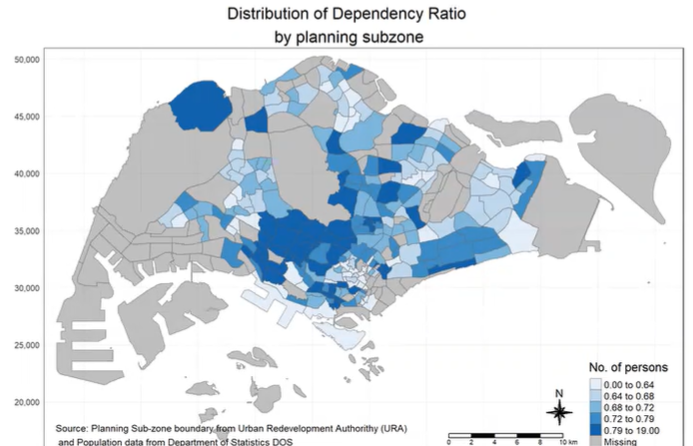 Distribution of Dependency Ratio
by planning subzone
50,000
45,000
40,000
35,000
30,000
25,000
20,000
No. of persons
0.00 to 0.64
0.64 to 0.68
0.68 to 0.72
0.72 to 0.79
0.79 to 19.00
Missing
N
0 2 4 6 8 10 km
Source: Planning Sub-zone boundary from Urban Redevelopment Authorithy (URA)
and Population data from Department of Statistics DOS